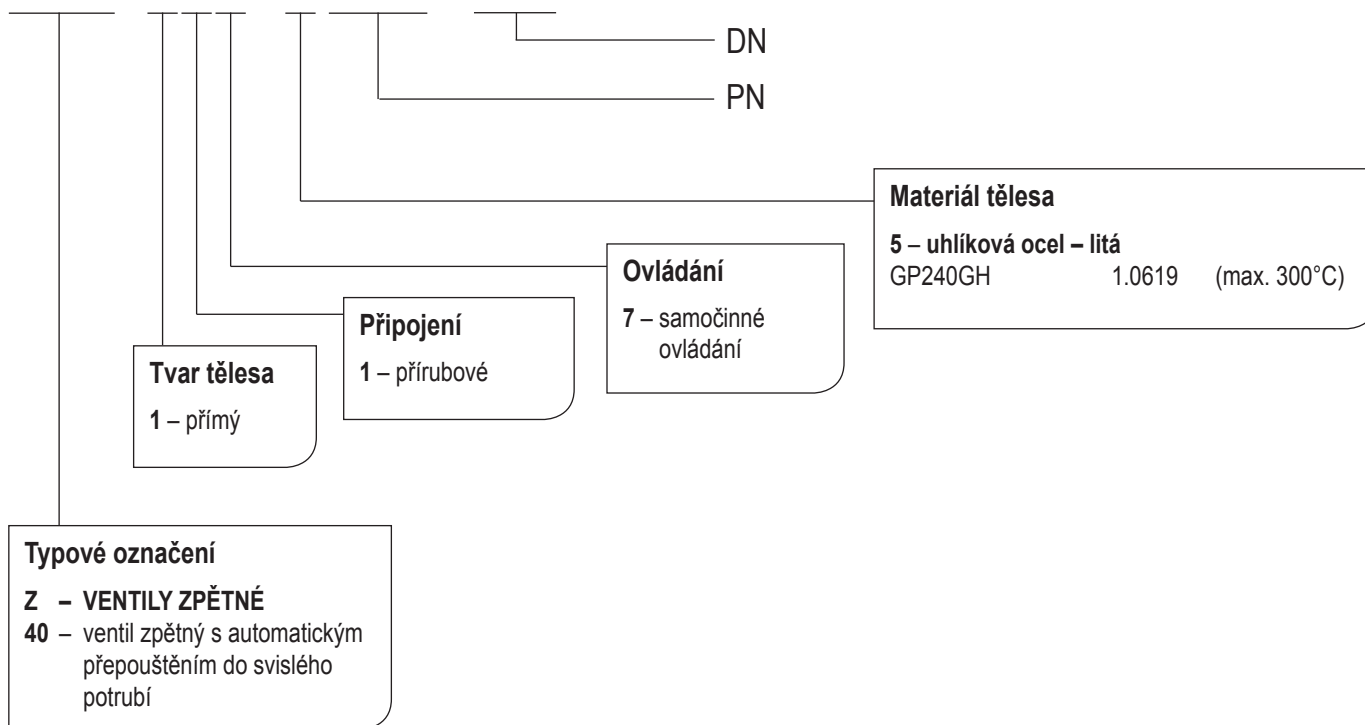 DN
PN
Materiál tělesa
5 – uhlíková ocel – litá
GP240GH 1.0619 (max. 300°C)
Ovládání
7 – samočinné
ovládání
Připojení
1 – přírubové
Tvar tělesa
1 – přímý
Typové označení
Z – VENTILY ZPĚTNÉ
40 – ventil zpětný s automatickým
přepouštěním do svislého
potrubí